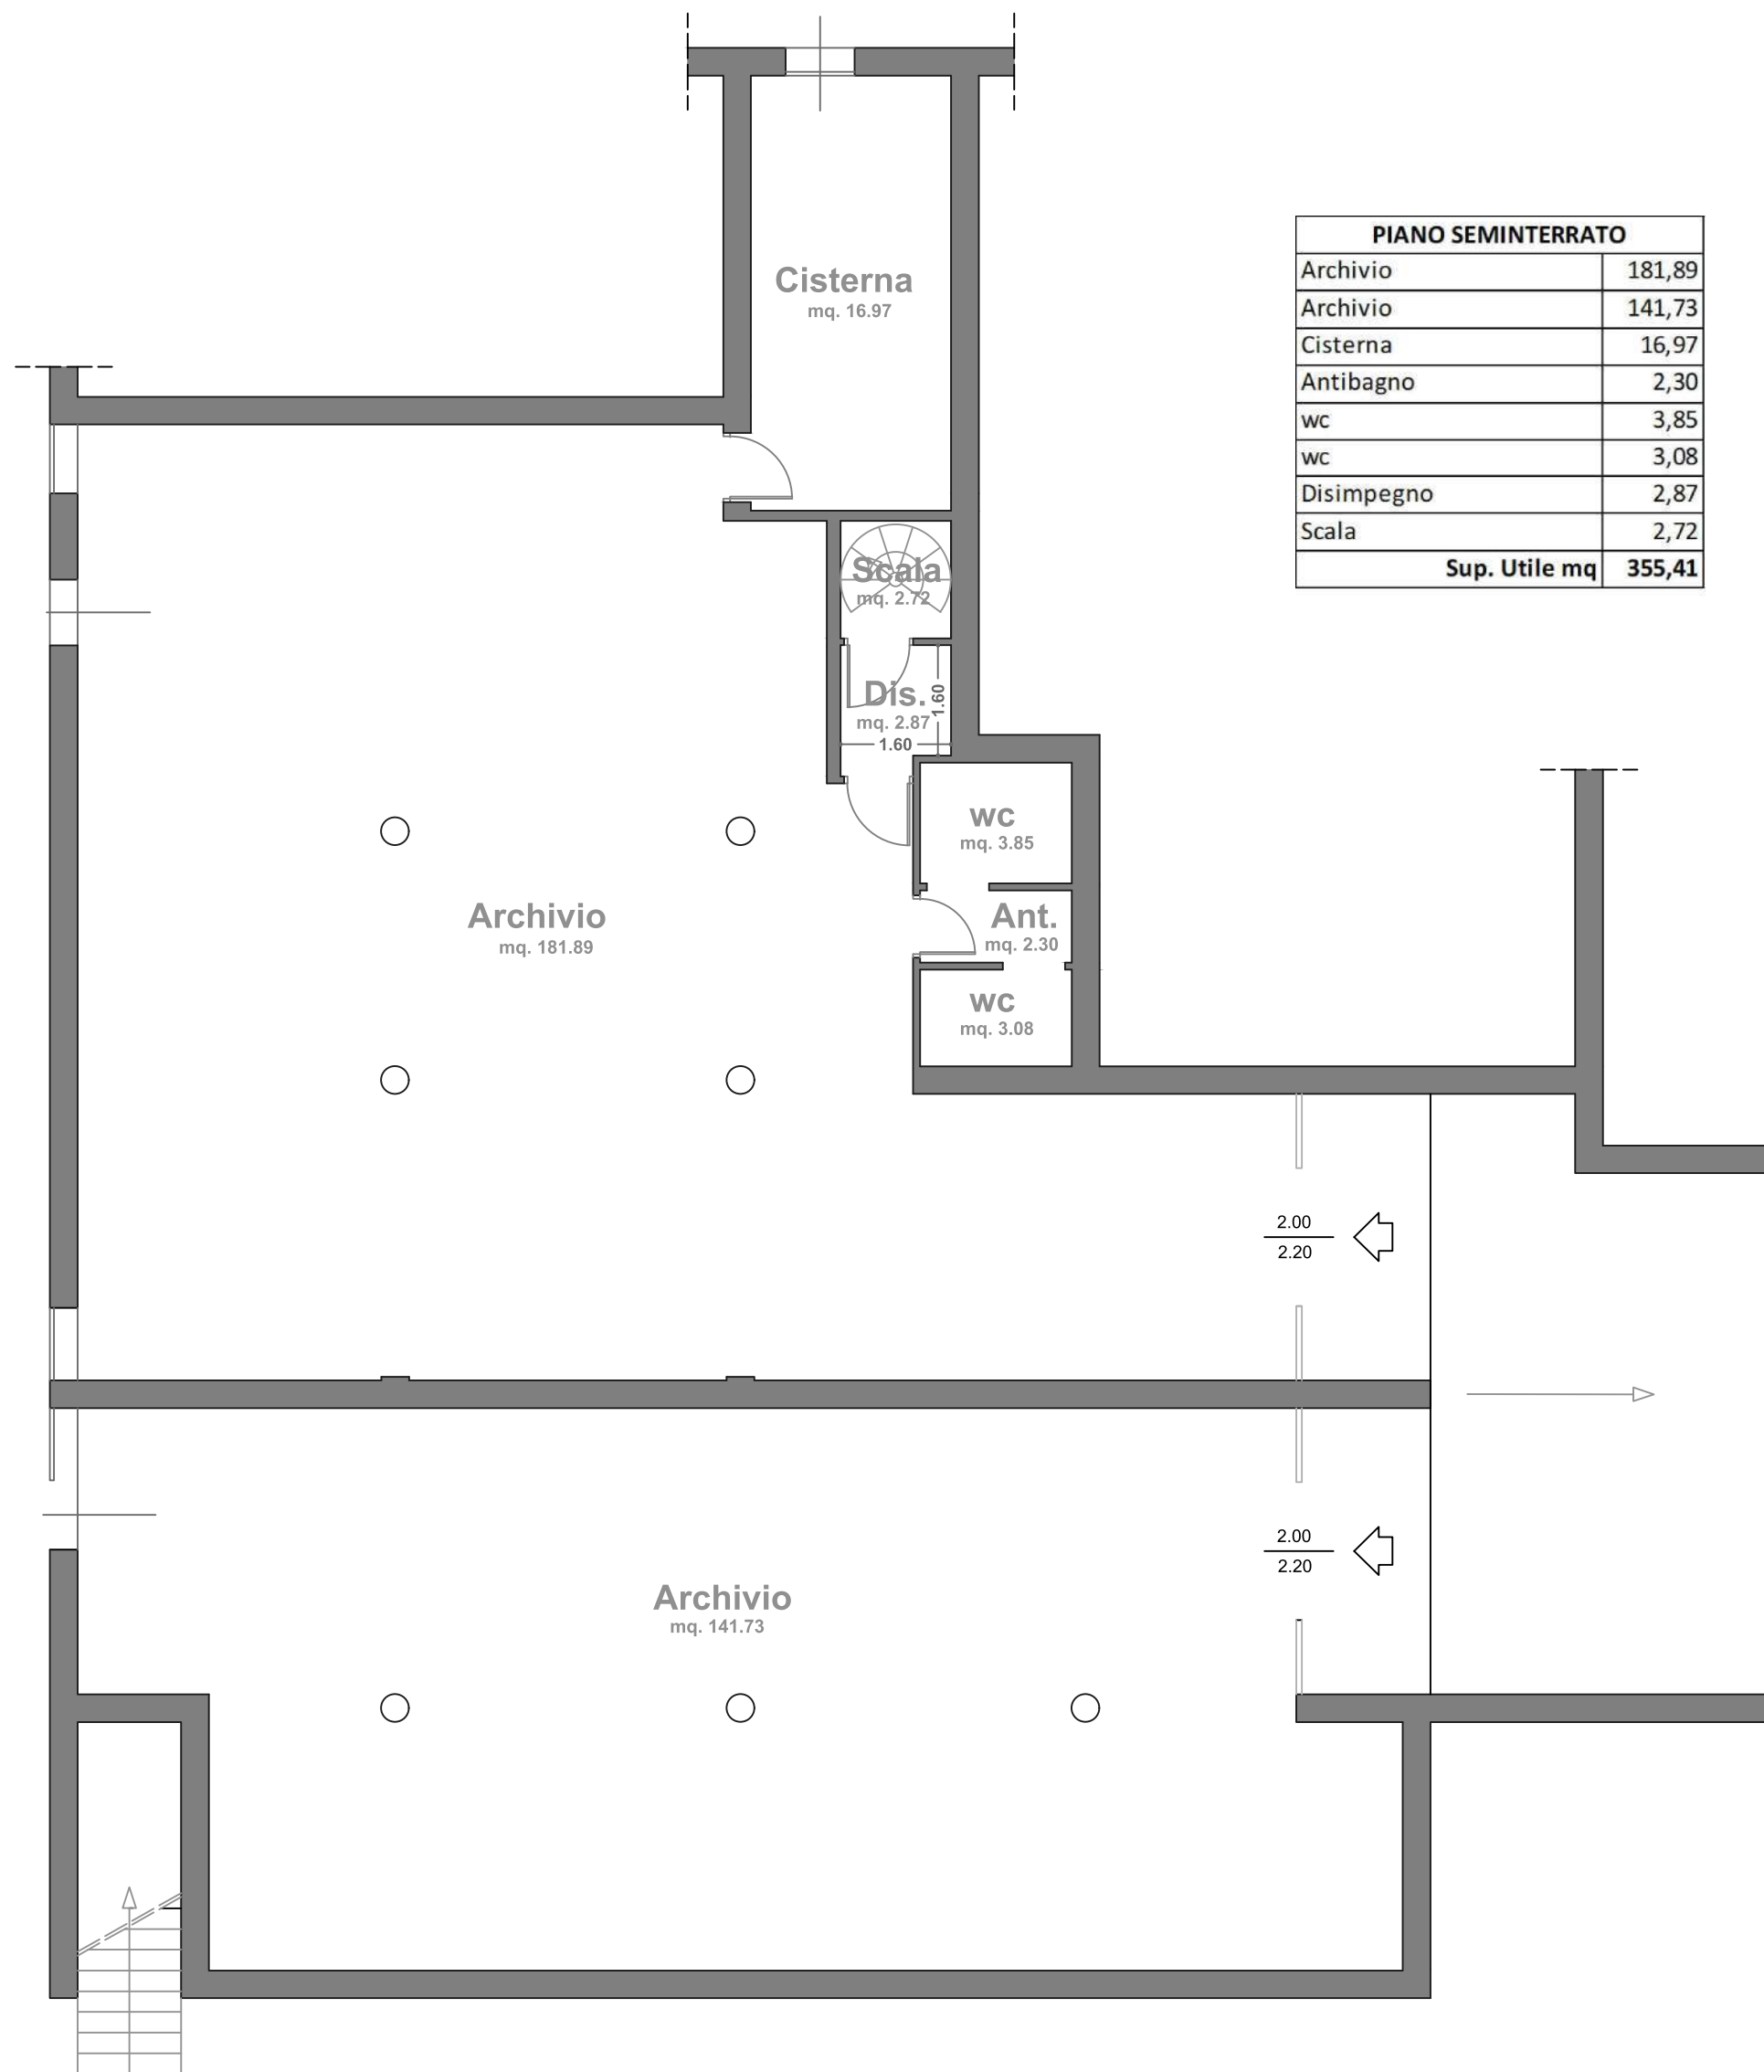 Cisterna
mq. 16.97
PIANO SEMINTERRATO
Archivio 181,89
Archivio 141,73
Cisterna 16,97
Antibagno 2,30
wc 3,85
wc 3,08
Disimpegno 2,87
Scala 2,72
Sup. Utile mq 355,41
Scala
mq. 2.72
Dis.
mq. 2.87
1.60
1.60
wc
mq. 3.85
Archivio
mq. 181.89
Ant.
mq. 2.30
wc
mq. 3.08
2.00
2.20
2.00
2.20
Archivio
mq. 141.73